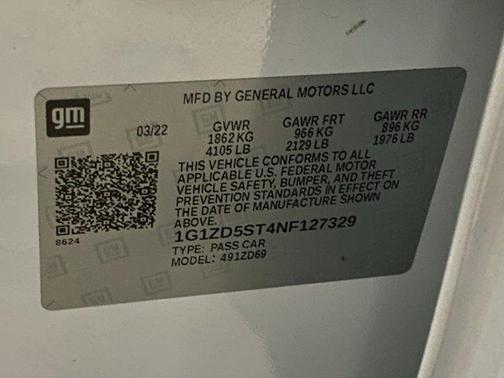 gm
MFD BY GENERAL MOTORS LLC
03/22 GVWR GAWR FRT GAWR RR
1862 KG 966 KG 896 KG
4105 LB 2129 LB 1976 LB
THIS VEHICLE CONFORMS TO ALL
APPLICABLE U.S. FEDERAL MOTOR
VEHICLE SAFETY, BUMPER, AND THEFT
PREVENTION STANDARDS IN EFFECT ON
THE DATE OF MANUFACTURE SHOWN
ABOVE.
8624
1G1ZD5ST4NF127329
TYPE: PASS CAR
MODEL: 491ZD69